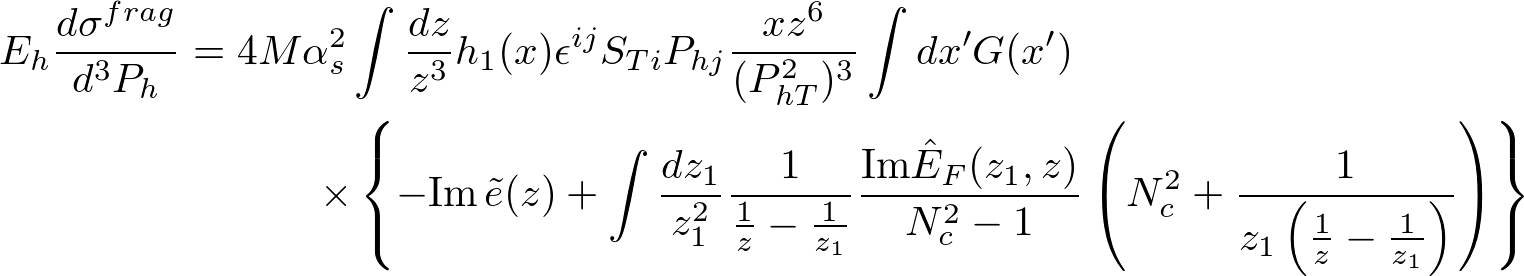 E_h \frac{d\sigma^{frag}}{d^3P_h} = 4M\alpha_s^2 \int \frac{dz}{z^3} h_1(x)\epsilon^{ij} S_{Ti} P_{hj} \frac{xz^6}{(P_{hT}^2)^3} \int dx' G(x')
\times \left\{ -\mathrm{Im}\,\tilde{e}(z) + \int \frac{dz_1}{z_1^2} \frac{1}{\frac{1}{z} - \frac{1}{z_1}} \frac{\mathrm{Im}\hat{E}_F(z_1, z)}{N_c^2 - 1} \left( N_c^2 + \frac{1}{z_1 \left( \frac{1}{z} - \frac{1}{z_1} \right)} \right) \right\}